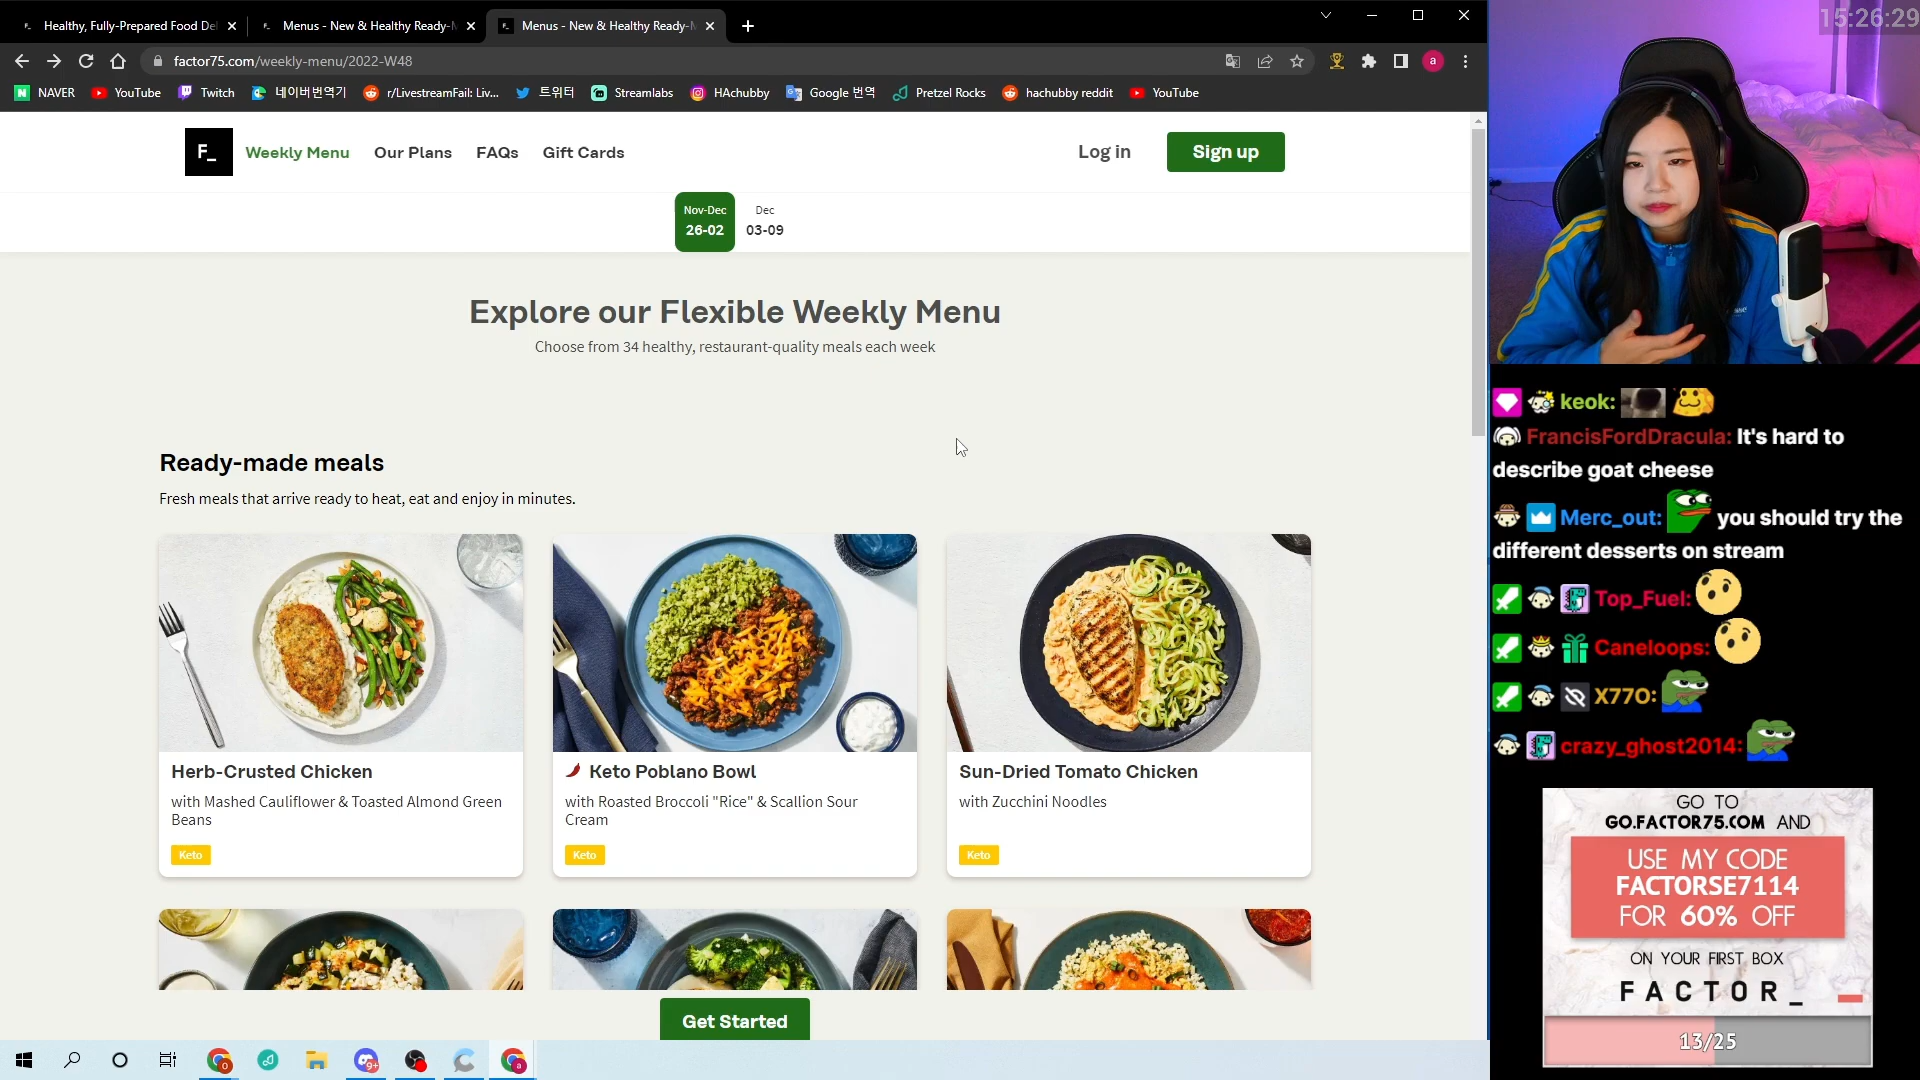 Healthy, Fully-Prepared Food De
Menus - New & Healthy Ready-M
Menus - New & Healthy Ready-M
factor75.com/weekly-menu/2022-W48
a
N NAVER
YouTube
Twitch
네이버번역기
r/LivestreamFail: Liv...
트위터
Streamlabs
HAchubby
Google 번역
Pretzel Rocks
hachubby reddit
YouTube
F_
Weekly Menu
Our Plans
FAQs
Gift Cards
Log in
Sign up
Nov-Dec
26-02
Dec
03-09
Explore our Flexible Weekly Menu
Choose from 34 healthy, restaurant-quality meals each week
Ready-made meals
Fresh meals that arrive ready to heat, eat and enjoy in minutes.
Herb-Crusted Chicken
with Mashed Cauliflower & Toasted Almond Green
Beans
Keto
Keto Poblano Bowl
with Roasted Broccoli "Rice" & Scallion Sour
Cream
Keto
Sun-Dried Tomato Chicken
with Zucchini Noodles
Keto
Get Started
9+
15:26:29
keok:
FrancisFordDracula: It's hard to
describe goat cheese
Merc_out: you should try the
different desserts on stream
Top_Fuel:
Caneloops:
X77O:
crazy_ghost2014:
GO TO
GO.FACTOR75.COM AND
USE MY CODE
FACTORSE7114
FOR 60% OFF
ON YOUR FIRST BOX
FACTOR_
13/25